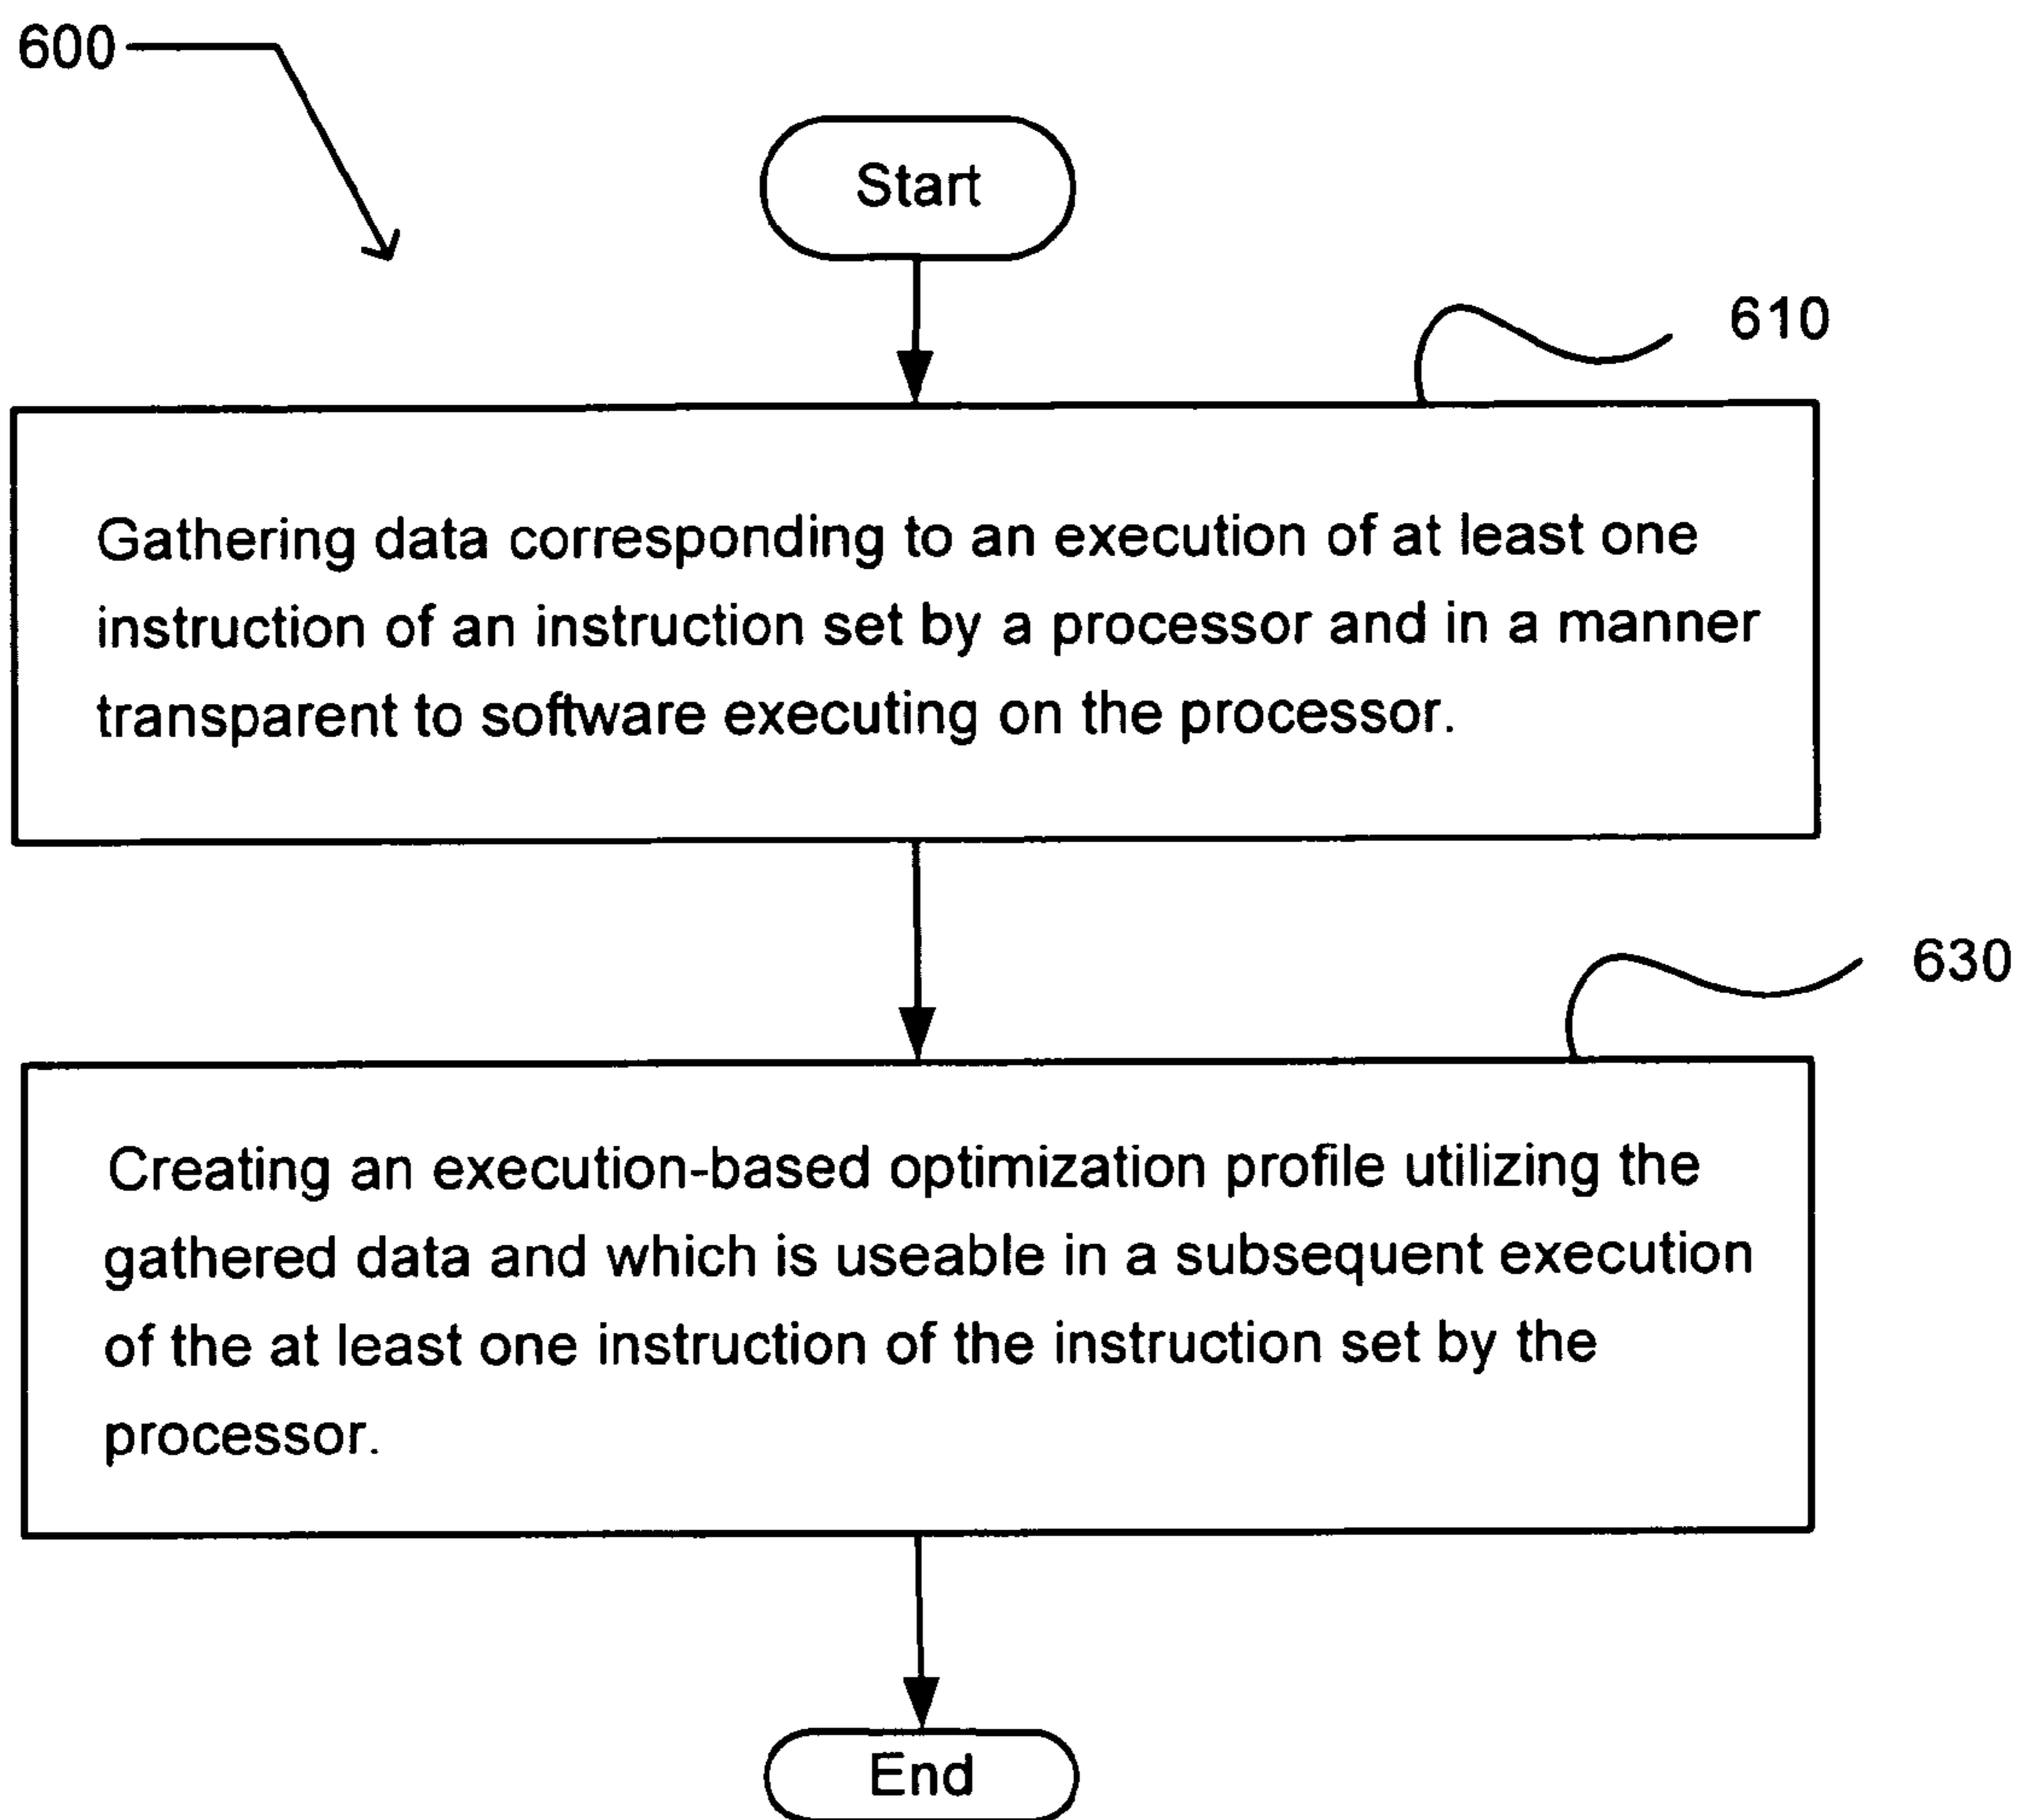 600
Start
610
Gathering data corresponding to an execution of at least one
instruction of an instruction set by a processor and in a manner
transparent to software executing on the processor.
630
Creating an execution-based optimization profile utilizing the
gathered data and which is useable in a subsequent execution
of the at least one instruction of the instruction set by the
processor.
End